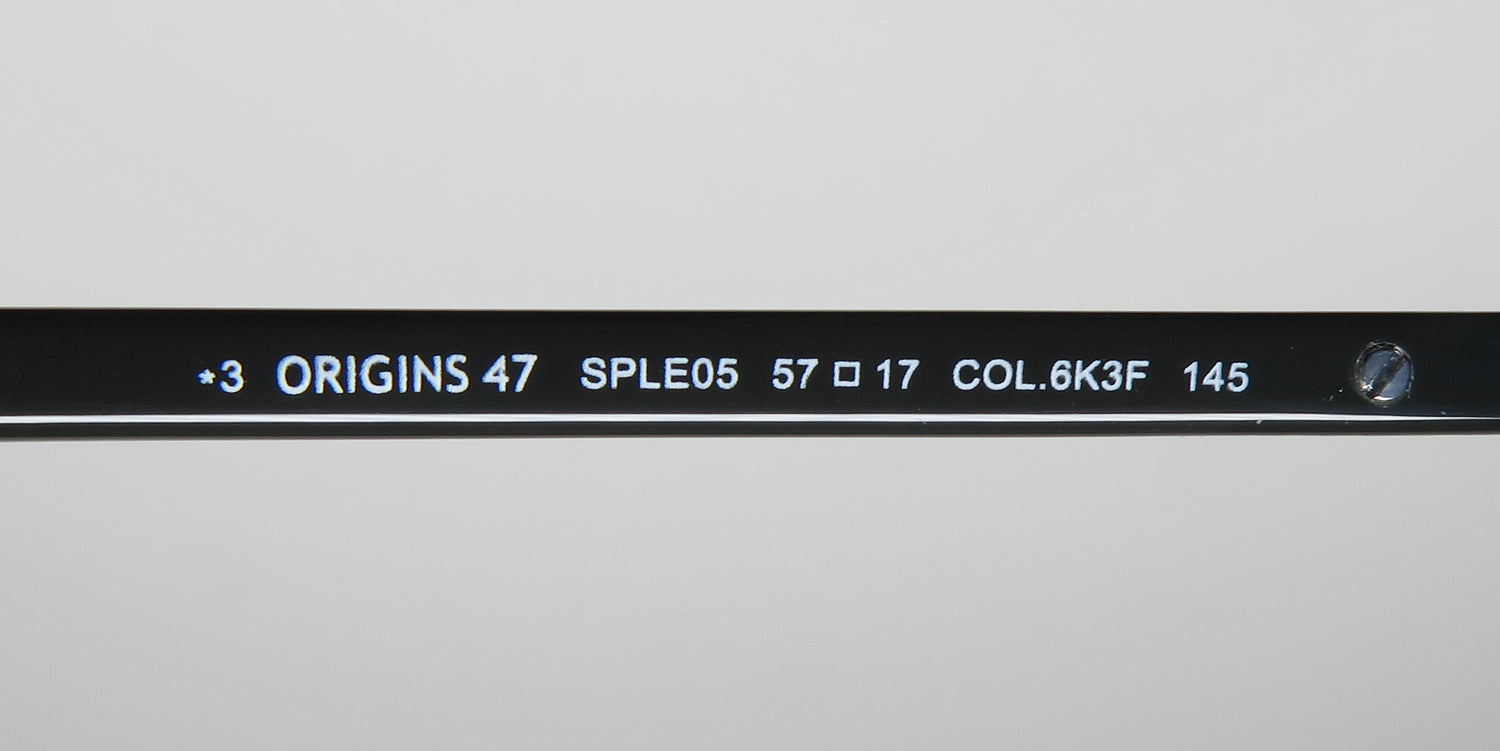 *3 ORIGINS 47 SPLE05 57□17 COL.6K3F 145